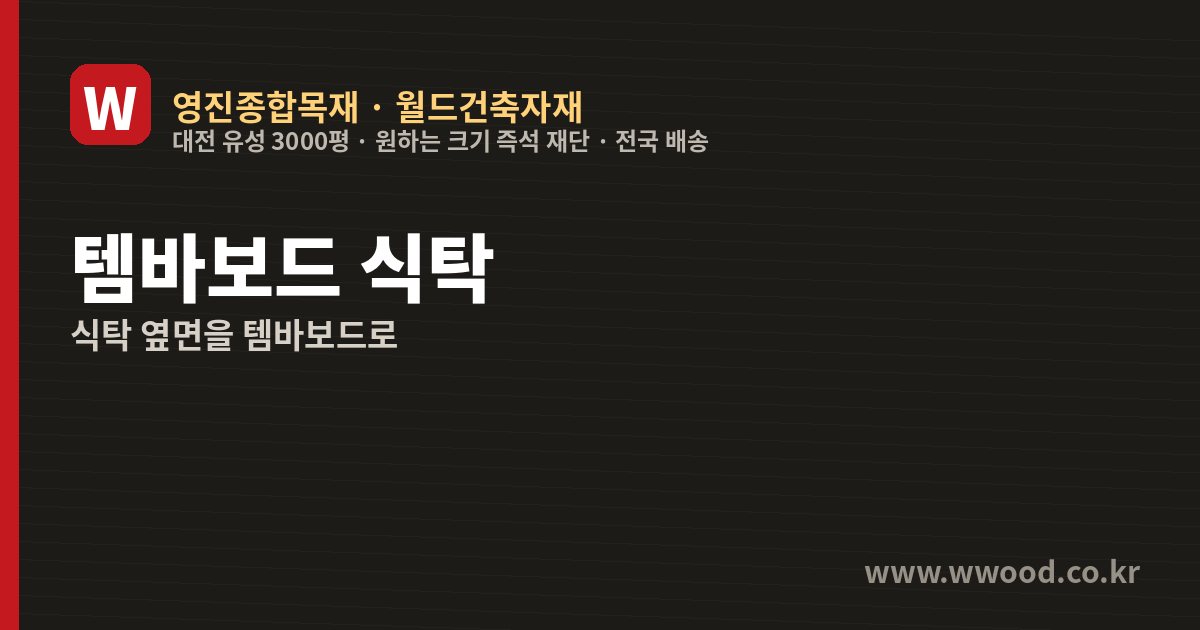 W
영진종합목재 · 월드건축자재
대전 유성 3000평 · 원하는 크기 즉석 재단 · 전국 배송
템바보드 식탁
식탁 옆면을 템바보드로
www.wwood.co.kr